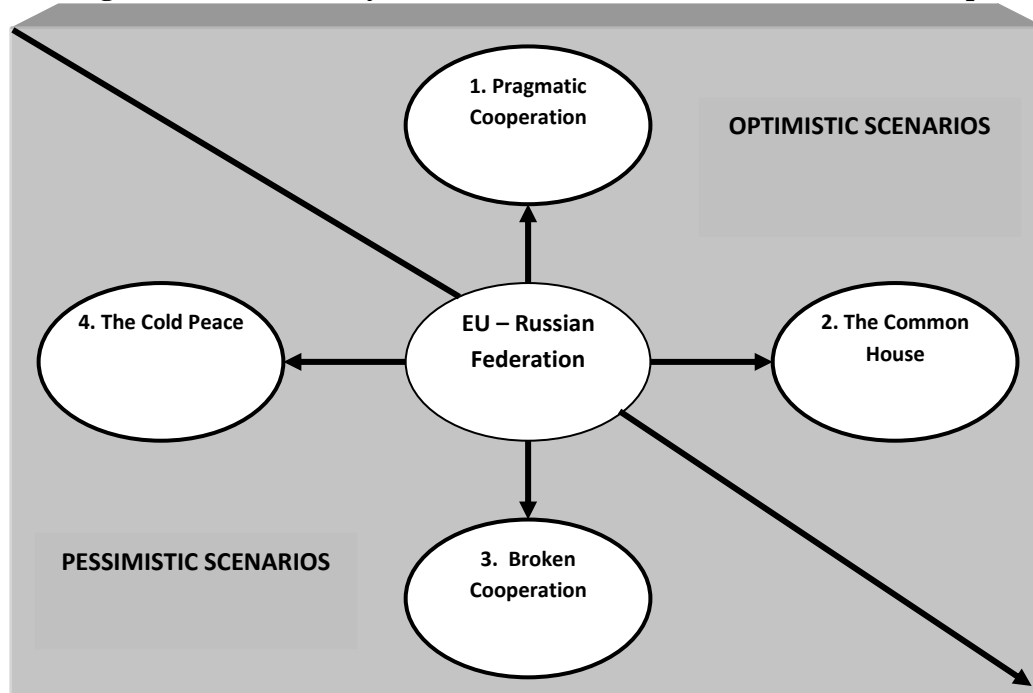 1. Pragmatic
Cooperation
OPTIMISTIC SCENARIOS
4. The Cold Peace
EU – Russian
Federation
2. The Common
House
PESSIMISTIC SCENARIOS
3. Broken
Cooperation